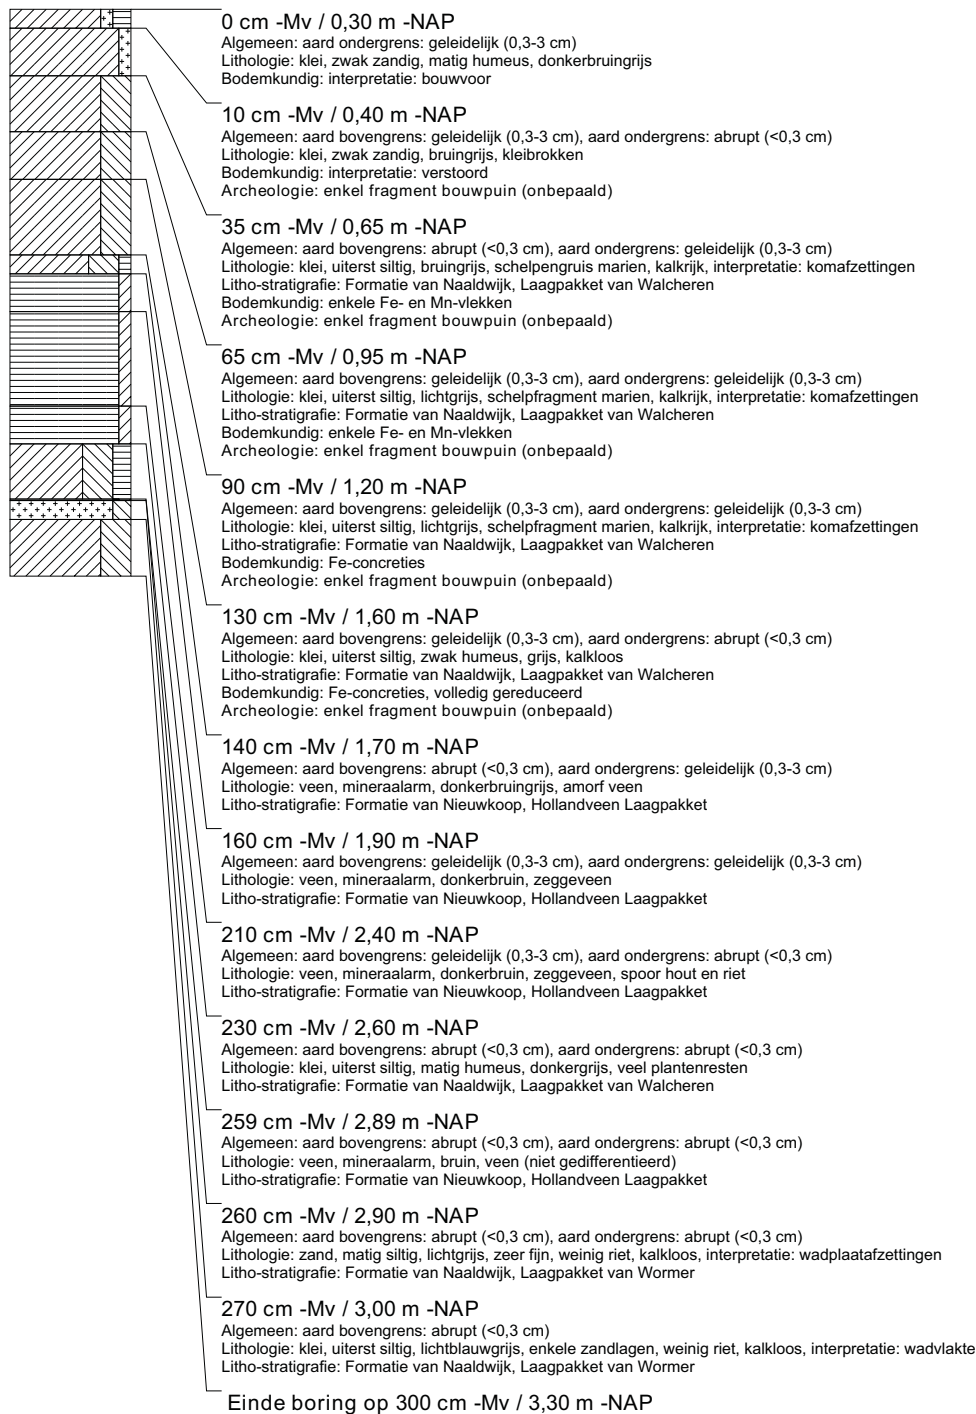 0 cm -Mv / 0,30 m -NAP
Algemeen: aard ondergrens: geleidelijk (0,3-3 cm)
Lithologie: klei, zwak zandig, matig humeus, donkerbruingrijs
Bodemkundig: interpretatie: bouwvoor
10 cm -Mv / 0,40 m -NAP
Algemeen: aard bovengrens: geleidelijk (0,3-3 cm), aard ondergrens: abrupt (<0,3 cm)
Lithologie: klei, zwak zandig, bruingrijs, kleibrokken
Bodemkundig: interpretatie: verstoord
Archeologie: enkel fragment bouwpuin (onbepaald)
35 cm -Mv / 0,65 m -NAP
Algemeen: aard bovengrens: abrupt (<0,3 cm), aard ondergrens: geleidelijk (0,3-3 cm)
Lithologie: klei, uiterst siltig, bruingrijs, schelpengruis marien, kalkrijk, interpretatie: komafzettingen
Litho-stratigrafie: Formatie van Naaldwijk, Laagpakket van Walcheren
Bodemkundig: enkele Fe- en Mn-vlekken
Archeologie: enkel fragment bouwpuin (onbepaald)
65 cm -Mv / 0,95 m -NAP
Algemeen: aard bovengrens: geleidelijk (0,3-3 cm), aard ondergrens: geleidelijk (0,3-3 cm)
Lithologie: klei, uiterst siltig, lichtgrijs, schelpfragment marien, kalkrijk, interpretatie: komafzettingen
Litho-stratigrafie: Formatie van Naaldwijk, Laagpakket van Walcheren
Bodemkundig: enkele Fe- en Mn-vlekken
Archeologie: enkel fragment bouwpuin (onbepaald)
90 cm -Mv / 1,20 m -NAP
Algemeen: aard bovengrens: geleidelijk (0,3-3 cm), aard ondergrens: geleidelijk (0,3-3 cm)
Lithologie: klei, uiterst siltig, lichtgrijs, schelpfragment marien, kalkrijk, interpretatie: komafzettingen
Litho-stratigrafie: Formatie van Naaldwijk, Laagpakket van Walcheren
Bodemkundig: Fe-concreties
Archeologie: enkel fragment bouwpuin (onbepaald)
130 cm -Mv / 1,60 m -NAP
Algemeen: aard bovengrens: geleidelijk (0,3-3 cm), aard ondergrens: abrupt (<0,3 cm)
Lithologie: klei, uiterst siltig, zwak humeus, grijs, kalkloos
Litho-stratigrafie: Formatie van Naaldwijk, Laagpakket van Walcheren
Bodemkundig: Fe-concreties, volledig gereduceerd
Archeologie: enkel fragment bouwpuin (onbepaald)
140 cm -Mv / 1,70 m -NAP
Algemeen: aard bovengrens: abrupt (<0,3 cm), aard ondergrens: geleidelijk (0,3-3 cm)
Lithologie: veen, mineraalarm, donkerbruingrijs, amorf veen
Litho-stratigrafie: Formatie van Nieuwkoop, Hollandveen Laagpakket
160 cm -Mv / 1,90 m -NAP
Algemeen: aard bovengrens: geleidelijk (0,3-3 cm), aard ondergrens: geleidelijk (0,3-3 cm)
Lithologie: veen, mineraalarm, donkerbruin, zeggeveen
Litho-stratigrafie: Formatie van Nieuwkoop, Hollandveen Laagpakket
210 cm -Mv / 2,40 m -NAP
Algemeen: aard bovengrens: geleidelijk (0,3-3 cm), aard ondergrens: abrupt (<0,3 cm)
Lithologie: veen, mineraalarm, donkerbruin, zeggeveen, spoor hout en riet
Litho-stratigrafie: Formatie van Nieuwkoop, Hollandveen Laagpakket
230 cm -Mv / 2,60 m -NAP
Algemeen: aard bovengrens: abrupt (<0,3 cm), aard ondergrens: abrupt (<0,3 cm)
Lithologie: klei, uiterst siltig, matig humeus, donkergrijs, veel plantenresten
Litho-stratigrafie: Formatie van Naaldwijk, Laagpakket van Walcheren
259 cm -Mv / 2,89 m -NAP
Algemeen: aard bovengrens: abrupt (<0,3 cm), aard ondergrens: abrupt (<0,3 cm)
Lithologie: veen, mineraalarm, bruin, veen (niet gedifferentieerd)
Litho-stratigrafie: Formatie van Nieuwkoop, Hollandveen Laagpakket
260 cm -Mv / 2,90 m -NAP
Algemeen: aard bovengrens: abrupt (<0,3 cm), aard ondergrens: abrupt (<0,3 cm)
Lithologie: zand, matig siltig, lichtgrijs, zeer fijn, weinig riet, kalkloos, interpretatie: wadplaatafzettingen
Litho-stratigrafie: Formatie van Naaldwijk, Laagpakket van Wormer
270 cm -Mv / 3,00 m -NAP
Algemeen: aard bovengrens: abrupt (<0,3 cm)
Lithologie: klei, uiterst siltig, lichtblauwgrijs, enkele zandlagen, weinig riet, kalkloos, interpretatie: wadvlakte
Litho-stratigrafie: Formatie van Naaldwijk, Laagpakket van Wormer
Einde boring op 300 cm -Mv / 3,30 m -NAP